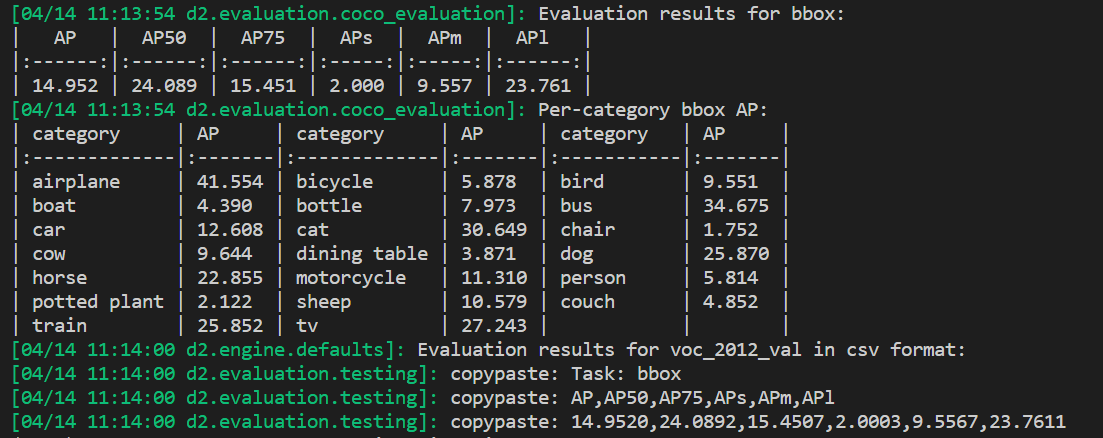 [04/14 11:13:54 d2.evaluation.coco_evaluation]: Evaluation results for bbox:
|   AP   |  AP50  |  AP75  |  APs  |  APm  |  APl   |
|:------:|:------:|:------:|:-----:|:-----:|:------:|
| 14.952 | 24.089 | 15.451 | 2.000 | 9.557 | 23.761 |
[04/14 11:13:54 d2.evaluation.coco_evaluation]: Per-category bbox AP:
| category     | AP     | category     | AP     | category   | AP     |
|:-------------|:-------|:-------------|:-------|:-----------|:-------|
| airplane     | 41.554 | bicycle      | 5.878  | bird       | 9.551  |
| boat         | 4.390  | bottle       | 7.973  | bus        | 34.675 |
| car          | 12.608 | cat          | 30.649 | chair      | 1.752  |
| cow          | 9.644  | dining table | 3.871  | dog        | 25.870 |
| horse        | 22.855 | motorcycle   | 11.310 | person     | 5.814  |
| potted plant | 2.122  | sheep        | 10.579 | couch      | 4.852  |
| train        | 25.852 | tv           | 27.243 |            |        |
[04/14 11:14:00 d2.engine.defaults]: Evaluation results for voc_2012_val in csv format:
[04/14 11:14:00 d2.evaluation.testing]: copypaste: Task: bbox
[04/14 11:14:00 d2.evaluation.testing]: copypaste: AP,AP50,AP75,APs,APm,APl
[04/14 11:14:00 d2.evaluation.testing]: copypaste: 14.9520,24.0892,15.4507,2.0003,9.5567,23.7611